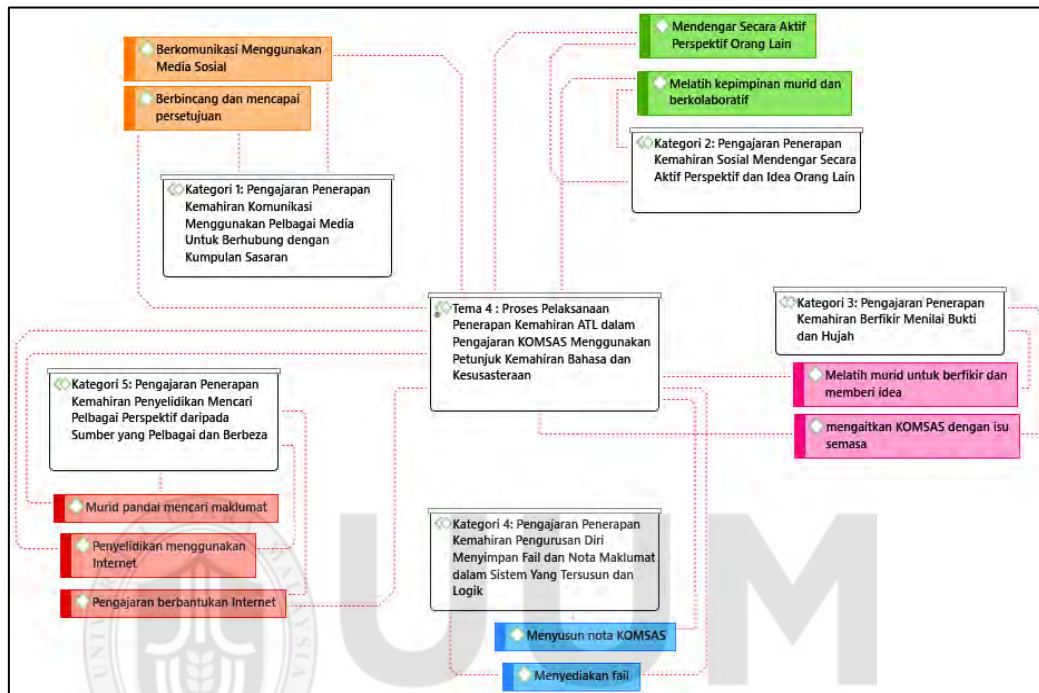 Berkomunikasi Menggunakan
Media Sosial
Berbincang dan mencapai
persetujuan
Kategori 1: Pengajaran Penerapan
Kemahiran Komunikasi
Menggunakan Pelbagai Media
Untuk Berhubung dengan
Kumpulan Sasaran
Mendengar Secara Aktif
Perspektif Orang Lain
Melatih kepimpinan murid dan
berkolaboratif
Kategori 2: Pengajaran Penerapan
Kemahiran Sosial Mendengar Secara
Aktif Perspektif dan Idea Orang Lain
Tema 4 : Proses Pelaksanaan
Penerapan Kemahiran ATL dalam
Pengajaran KOMSAS Menggunakan
Petunjuk Kemahiran Bahasa dan
Kesusasteraan
Kategori 3: Pengajaran Penerapan
Kemahiran Berfikir Menilai Bukti
dan Hujah
Melatih murid untuk berfikir dan
memberi idea
mengaitkan KOMSAS dengan isu
semasa
Kategori 5: Pengajaran Penerapan
Kemahiran Penyelidikan Mencari
Pelbagai Perspektif daripada
Sumber yang Pelbagai dan Berbeza
Murid pandai mencari maklumat
Penyelidikan menggunakan
Internet
Pengajaran berbantukan Internet
Kategori 4: Pengajaran Penerapan
Kemahiran Pengurusan Diri
Menyimpan Fail dan Nota Maklumat
dalam Sistem Yang Tersusun dan
Logik
Menyusun nota KOMSAS
Menyediakan fail
UUM